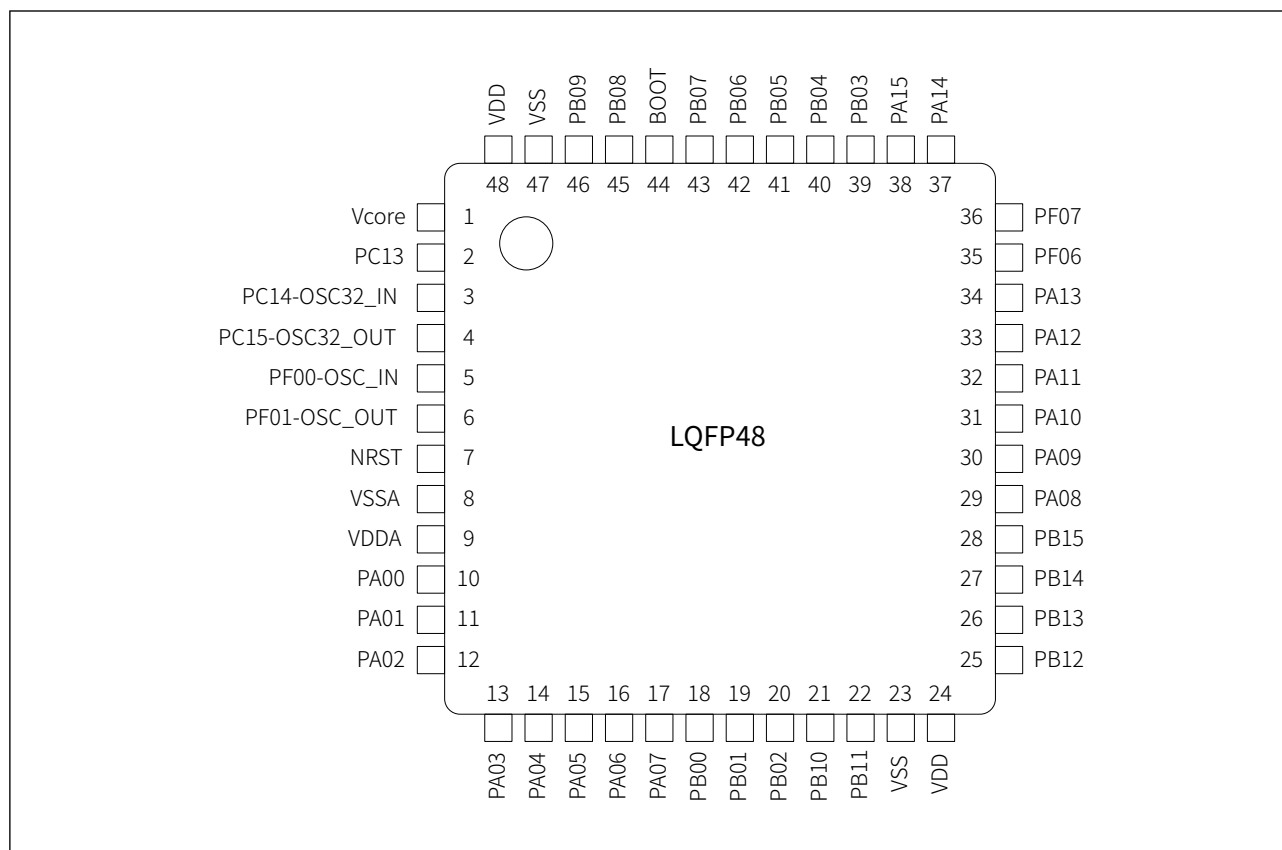 VDD VSS PB09 PB08 BOOT PB07 PB06 PB05 PB04 PB03 PA15 PA14
48 47 46 45 44 43 42 41 40 39 38 37
Vcore 1 36 PF07
PC13 2 35 PF06
PC14-OSC32_IN 3 34 PA13
PC15-OSC32_OUT 4 33 PA12
PF00-OSC_IN 5 32 PA11
PF01-OSC_OUT 6 31 PA10
LQFP48
NRST 7 30 PA09
VSSA 8 29 PA08
VDDA 9 28 PB15
PA00 10 27 PB14
PA01 11 26 PB13
PA02 12 25 PB12
13 14 15 16 17 18 19 20 21 22 23 24
PA03 PA04 PA05 PA06 PA07 PB00 PB01 PB02 PB10 PB11 VSS VDD